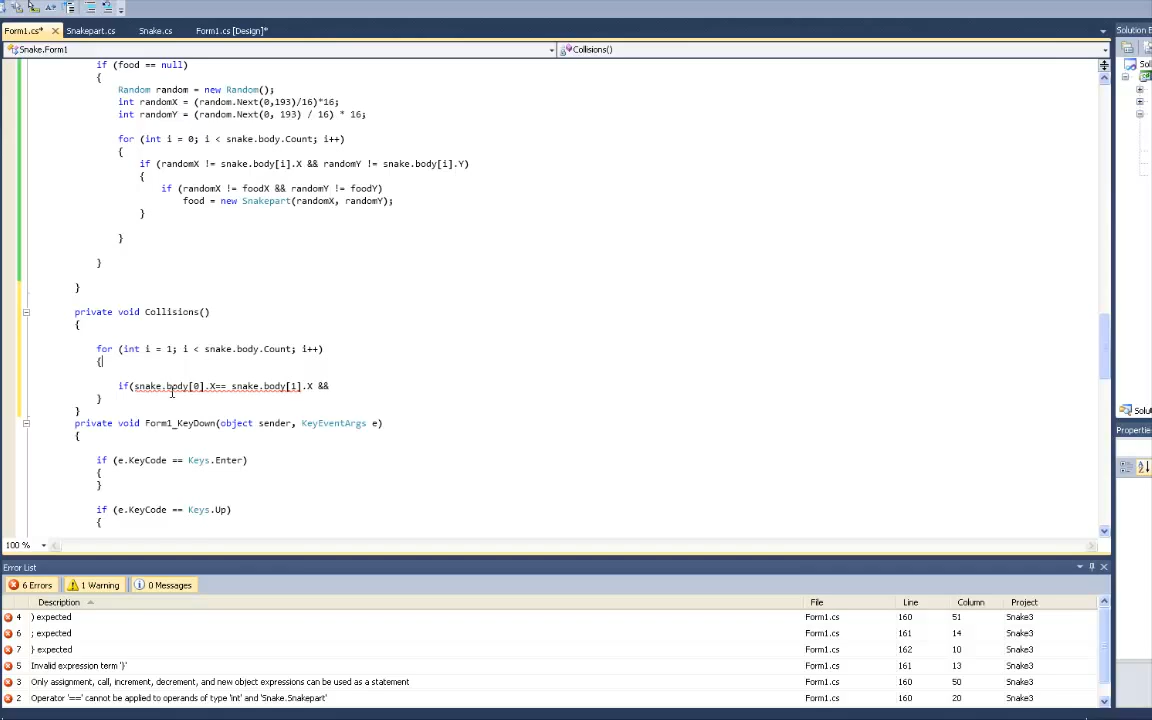 Form1.cs* Snakepart.cs Snake.cs Form1.cs [Design]* Solution E
Snake.Form1 Collisions()
if (food == null)
{
Random random = new Random();
int randomX = (random.Next(0,193)/16)*16;
int randomY = (random.Next(0, 193) / 16) * 16;
for (int i = 0; i < snake.body.Count; i++)
{
if (randomX != snake.body[i].X && randomY != snake.body[i].Y)
{
if (randomX != foodX && randomY != foodY)
food = new Snakepart(randomX, randomY);
}
}
}
}
private void Collisions()
{
for (int i = 1; i < snake.body.Count; i++)
{
if(snake.body[0].X== snake.body[1].X &&
}
}
private void Form1_KeyDown(object sender, KeyEventArgs e)
{
if (e.KeyCode == Keys.Enter)
{
}
if (e.KeyCode == Keys.Up)
{
100 %
Sol
Solut
Properties
Error List
6 Errors 1 Warning 0 Messages
Description File Line Column Project
4 ) expected Form1.cs 160 51 Snake3
6 ; expected Form1.cs 161 14 Snake3
7 } expected Form1.cs 162 10 Snake3
5 Invalid expression term '}' Form1.cs 161 13 Snake3
3 Only assignment, call, increment, decrement, and new object expressions can be used as a statement Form1.cs 160 50 Snake3
2 Operator '==' cannot be applied to operands of type 'int' and 'Snake.Snakepart' Form1.cs 160 20 Snake3